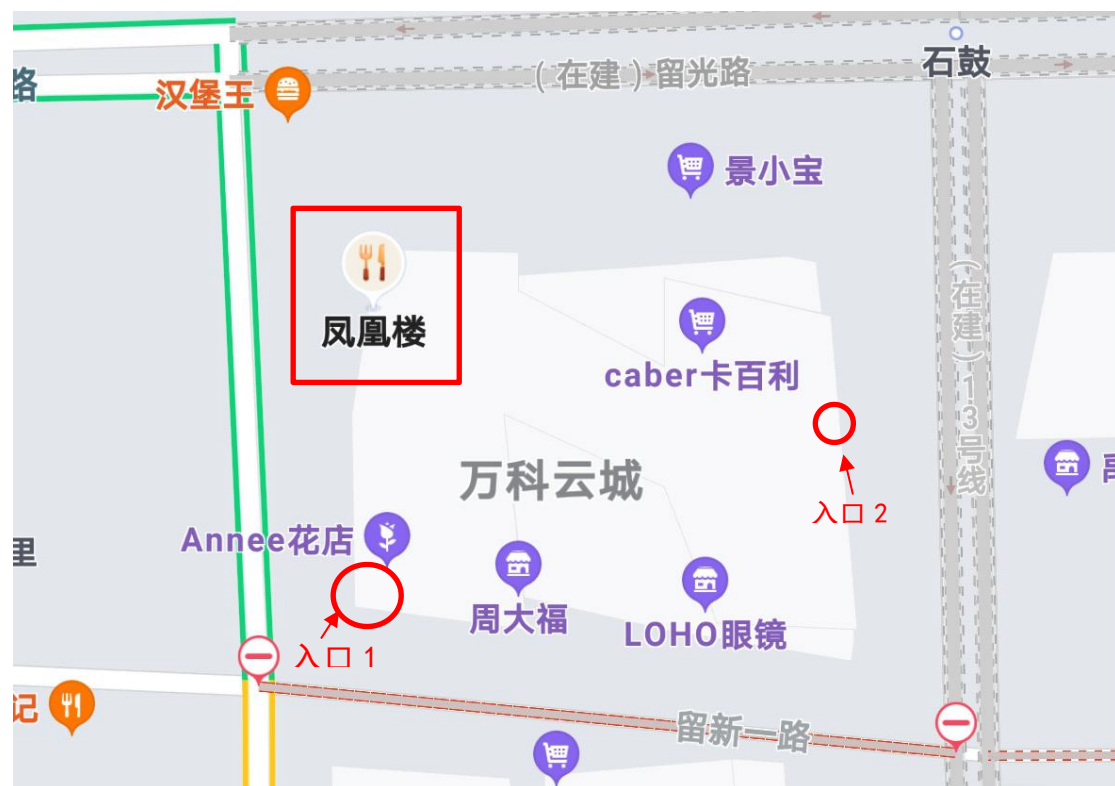 石鼓
路
汉堡王
(在建)留光路
景小宝
凤凰楼
(在建)13号线
caber卡百利
万科云城
入口 2
Annee花店
里
周大福
LOHO眼镜
入口 1
记
留新一路